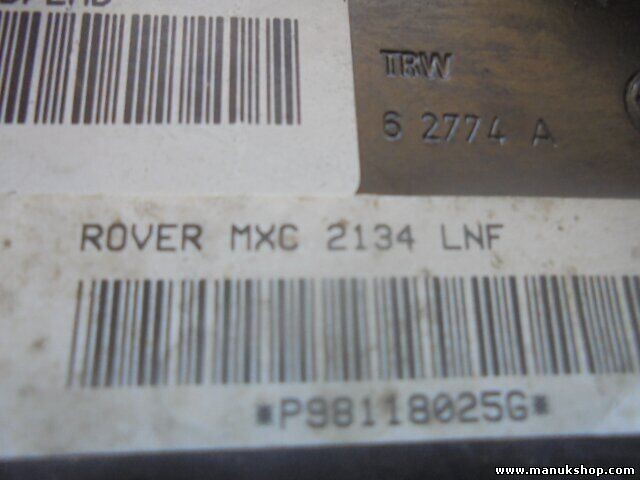 TRW
6 2774 A
ROVER MXC 2134 LNF
*P98118025G*
www.manukshop.com